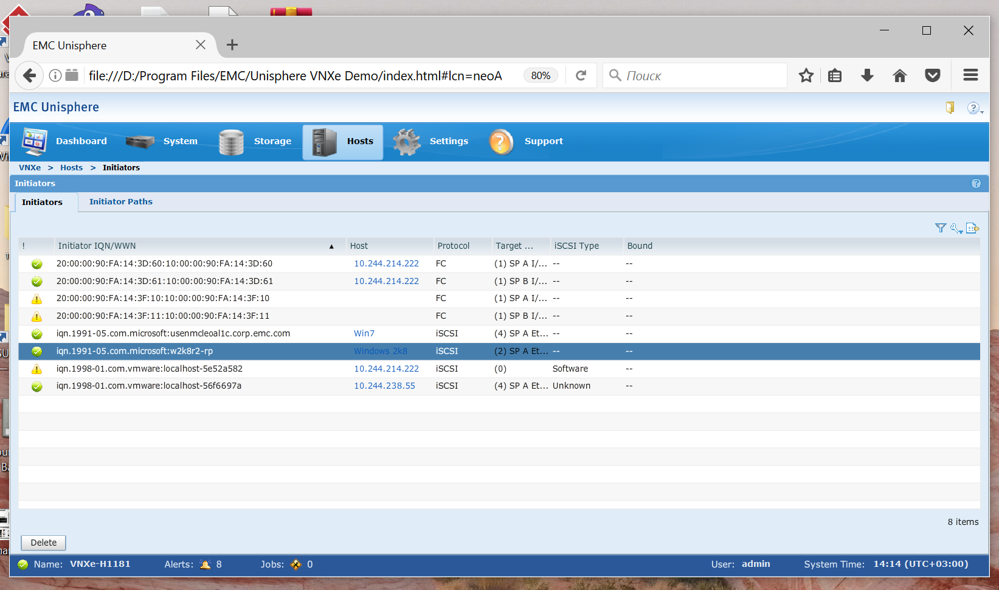 EMC Unisphere
file:///D:/Program Files/EMC/Unisphere VNXe Demo/index.html#lcn=neoA
80%
Поиск
EMC Unisphere
Dashboard System Storage Hosts Settings Support
VNXe > Hosts > Initiators
Initiators
Initiators Initiator Paths
! Initiator IQN/WWN Host Protocol Target ... iSCSI Type Bound
20:00:00:90:FA:14:3D:60:10:00:00:90:FA:14:3D:60 10.244.214.222 FC (1) SP A I/... -- --
20:00:00:90:FA:14:3D:61:10:00:00:90:FA:14:3D:61 10.244.214.222 FC (1) SP B I/... -- --
20:00:00:90:FA:14:3F:10:10:00:00:90:FA:14:3F:10 FC (1) SP A I/... -- --
20:00:00:90:FA:14:3F:11:10:00:00:90:FA:14:3F:11 FC (1) SP B I/... -- --
iqn.1991-05.com.microsoft:usenmcleoal1c.corp.emc.com Win7 iSCSI (4) SP A Et... -- --
iqn.1991-05.com.microsoft:w2k8r2-rp Windows 2k8 iSCSI (2) SP A Et... -- --
iqn.1998-01.com.vmware:localhost-5e52a582 10.244.214.222 iSCSI (0) Software --
iqn.1998-01.com.vmware:localhost-56f6697a 10.244.238.55 iSCSI (4) SP A Et... Unknown --
8 items
Delete
Name: VNXe-H1181 Alerts: 8 Jobs: 0 User: admin System Time: 14:14 (UTC+03:00)